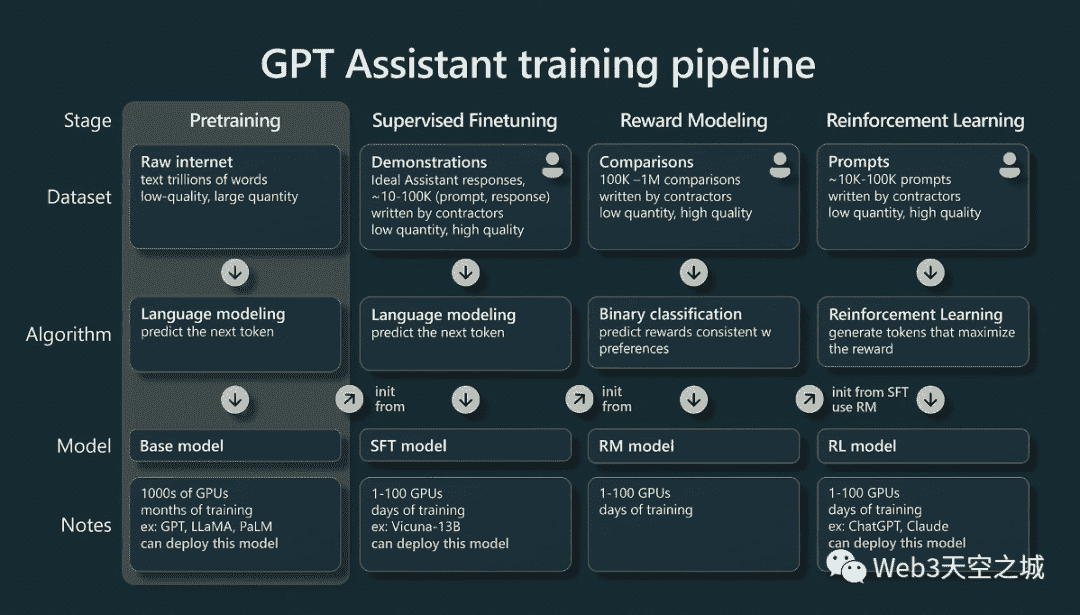 GPT Assistant training pipeline
Stage
Pretraining
Supervised Finetuning
Reward Modeling
Reinforcement Learning
Dataset
Raw internet
text trillions of words
low-quality, large quantity
Demonstrations
Ideal Assistant responses,
~10-100K (prompt, response)
written by contractors
low quantity, high quality
Comparisons
100K –1M comparisons
written by contractors
low quantity, high quality
Prompts
~10K-100K prompts
written by contractors
low quantity, high quality
Algorithm
Language modeling
predict the next token
Language modeling
predict the next token
Binary classification
predict rewards consistent w
preferences
Reinforcement Learning
generate tokens that maximize
the reward
init
from
init
from
init from SFT
use RM
Model
Base model
SFT model
RM model
RL model
Notes
1000s of GPUs
months of training
ex: GPT, LLaMA, PaLM
can deploy this model
1-100 GPUs
days of training
ex: Vicuna-13B
can deploy this model
1-100 GPUs
days of training
1-100 GPUs
days of training
ex: ChatGPT, Claude
can deploy this model
Web3天空之城